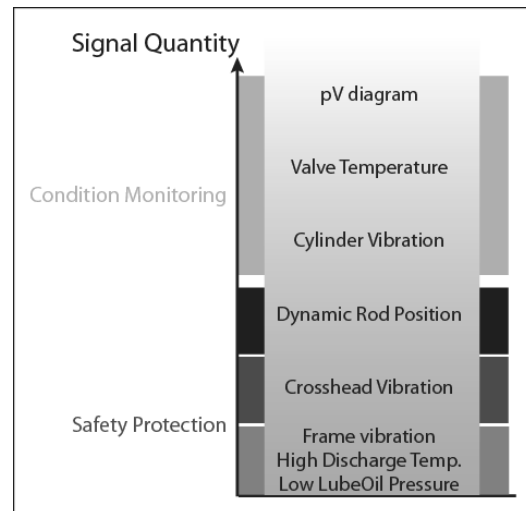 Signal Quantity
pV diagram
Valve Temperature
Condition Monitoring
Cylinder Vibration
Dynamic Rod Position
Crosshead Vibration
Safety Protection
Frame vibration
High Discharge Temp.
Low LubeOil Pressure